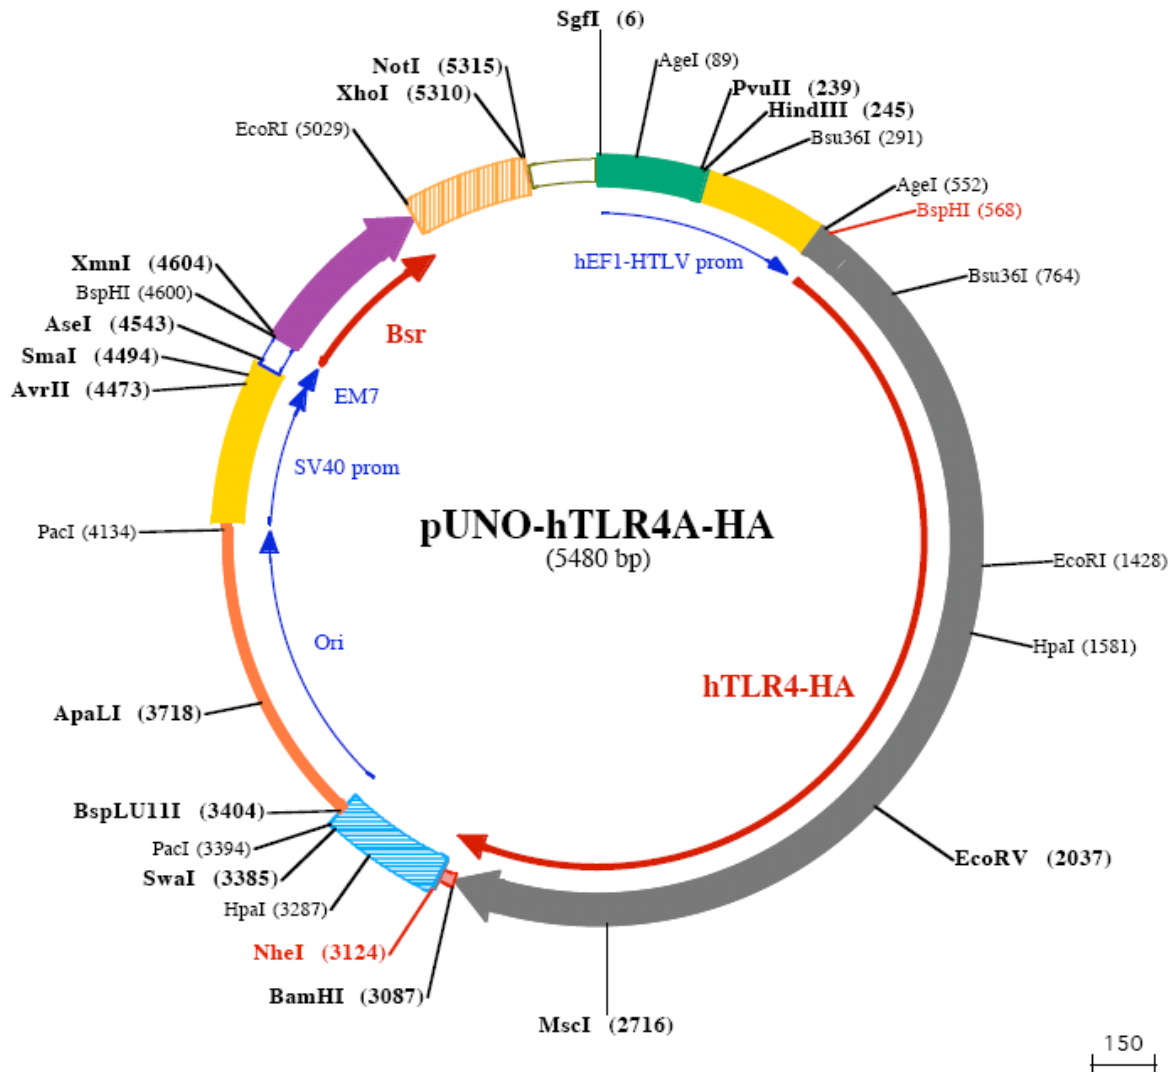 SgfI (6)
AgeI (89)
NotI (5315)
PvuII (239)
XhoI (5310)
HindIII (245)
EcoRI (5029)
Bsu36I (291)
AgeI (552)
BspHI (568)
hEF1-HTLV prom
XmnI (4604)
Bsu36I (764)
BspHI (4600)
AseI (4543)
Bsr
SmaI (4494)
AvrII (4473)
EM7
SV40 prom
pUNO-hTLR4A-HA
PacI (4134)
(5480 bp)
EcoRI (1428)
Ori
HpaI (1581)
hTLR4-HA
ApaLI (3718)
BspLU11I (3404)
PacI (3394)
EcoRV (2037)
SwaI (3385)
HpaI (3287)
NheI (3124)
BamHI (3087)
MscI (2716)
150